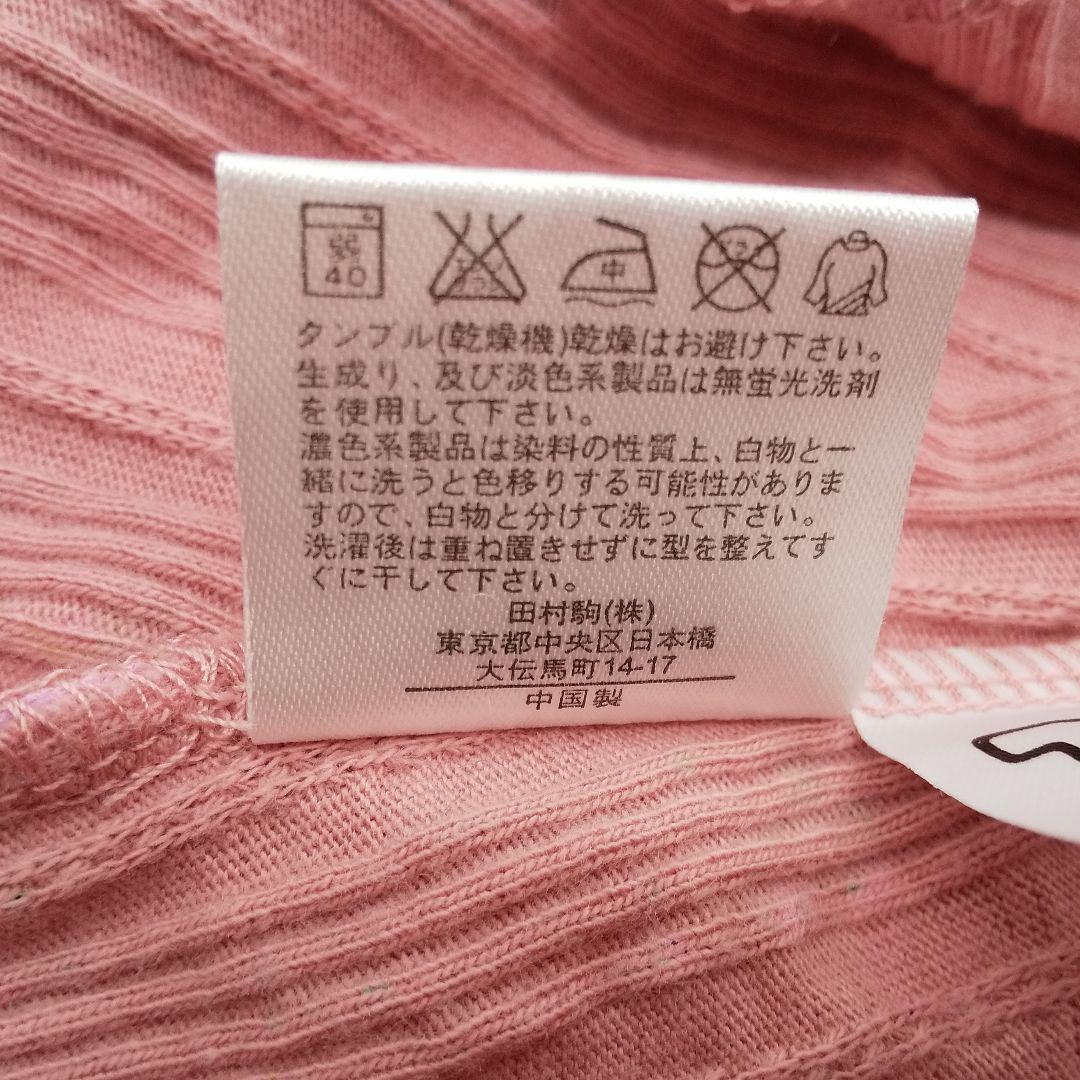 弱
40
中
タンブル(乾燥機)乾燥はお避け下さい。
生成り、及び淡色系製品は無蛍光洗剤
を使用して下さい。
濃色系製品は染料の性質上、白物と一
緒に洗うと色移りする可能性がありま
すので、白物と分けて洗って下さい。
洗濯後は重ね置きせずに型を整えてす
ぐに干して下さい。
田村駒(株)
東京都中央区日本橋
大伝馬町14-17
中国製